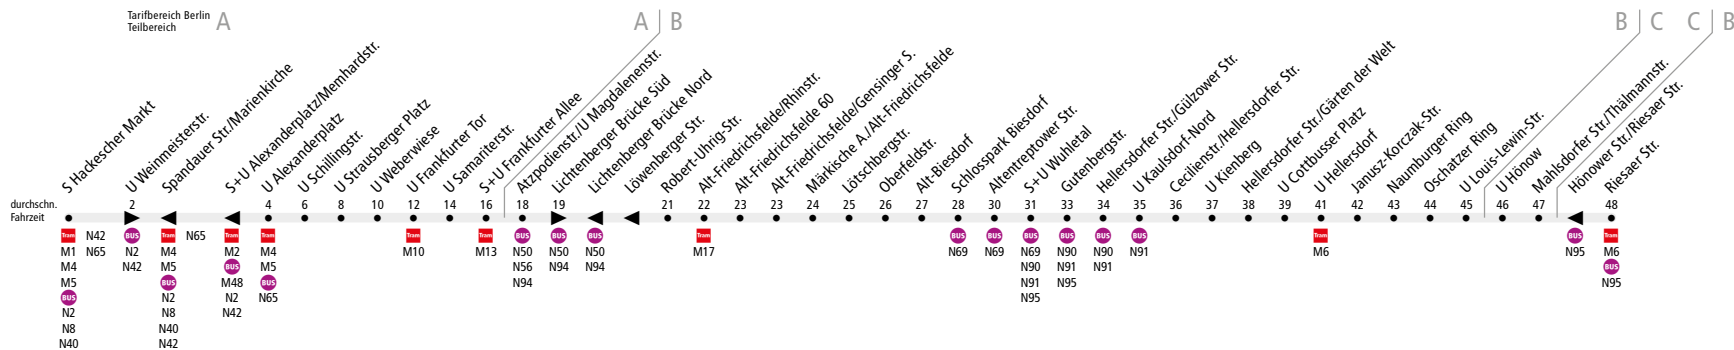 Tarifbereich Berlin
Teilbereich
A
A B
B C
C B
S Hackescher Markt
U Weinmeisterstr.
Spandauer Str./Marienkirche
S+U Alexanderplatz/Memhardstr.
U Alexanderplatz
U Schillingstr.
U Strausberger Platz
U Weberwiese
U Frankfurter Tor
U Samariterstr.
S+U Frankfurter Allee
Atzpodienstr./U Magdalenenstr.
Lichtenberger Brücke Süd
Lichtenberger Brücke Nord
Löwenberger Str.
Robert-Uhrig-Str.
Alt-Friedrichsfelde/Rhinstr.
Alt-Friedrichsfelde 60
Alt-Friedrichsfelde/Gensinger S.
Märkische A./Alt-Friedrichsfelde
Lötschbergstr.
Oberfeldstr.
Alt-Biesdorf
Schlosspark Biesdorf
Altentreptower Str.
S+U Wuhletal
Gutenbergstr.
Hellersdorfer Str./Gülzower Str.
U Kaulsdorf-Nord
Cecilienstr./Hellersdorfer Str.
U Kienberg
Hellersdorfer Str./Gärten der Welt
U Cottbusser Platz
U Hellersdorf
Janusz-Korczak-Str.
Naumburger Ring
Oschatzer Ring
U Louis-Lewin-Str.
U Hönow
Mahlsdorfer Str./Thälmannstr.
Hönower Str./Riesaer Str.
Riesaer Str.
durchschn. 2 4 6 8 10 12 14 16 18 19 21 22 23 23 24 25 26 27 28 30 31 33 34 35 36 37 38 39 41 42 43 44 45 46 47 48
Fahrzeit
Tram N42 BUS Tram N65 Tram Tram Tram Tram BUS BUS BUS Tram BUS BUS BUS BUS BUS BUS Tram BUS Tram
M1 N65 N2 M4 M2 M4 M10 M13 N50 N50 N50 M17 N69 N69 N69 N90 N90 N91 M6 N95 M6
M4 N42 M5 BUS M5 N56 N94 N94 N90 N91 N91 BUS
M5 BUS M48 BUS N94 N91 N95 N95
BUS N2 N2 N65 N95
N2 N8 N42
N8 N40
N40 N42